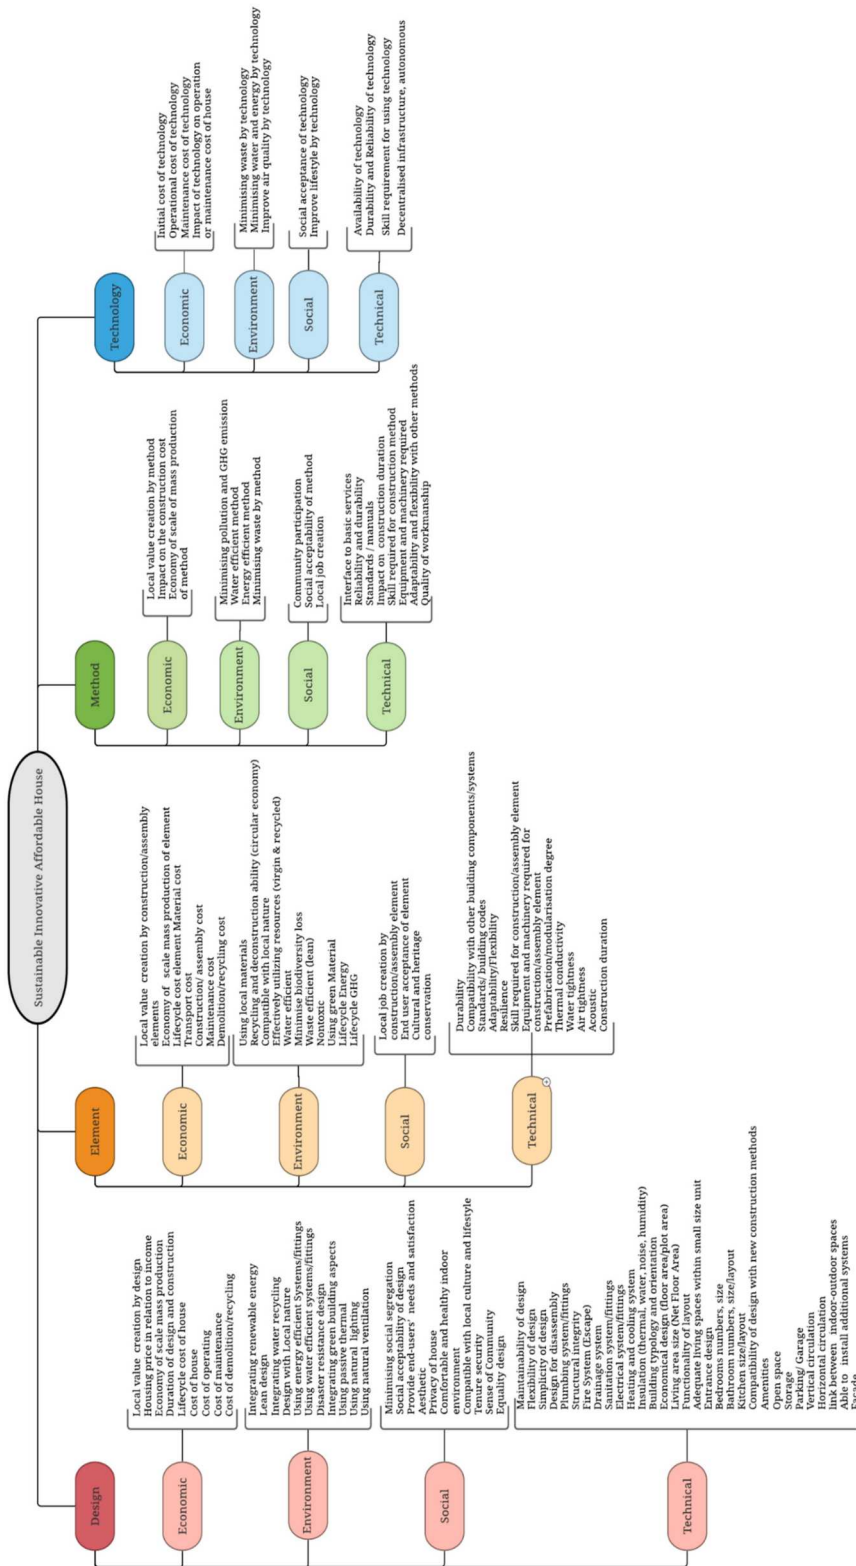 Sustainable Innovative Affordable House
Design
Economic
Local value creation by design
Housing price in relation to income
Economy of scale mass production
Duration of design and construction
Lifecycle cost of house
Cost of house
Cost of operating
Cost of maintenance
Cost of demolition/recycling
Environment
Integrating renewable energy
Lean design
Integrating water recycling
Design with Local nature
Using energy efficient Systems/fittings
Using water efficient systems/fittings
Disaster resistance design
Integrating green building aspects
Using passive thermal
Using natural lighting
Using natural ventilation
Social
Minimising social segregation
Social acceptability of design
Provide end-users' needs and satisfaction
Aesthetic
Privacy of house
Comfortable and healthy indoor
environment
Compatible with local culture and lifestyle
Tenure security
Sense of Community
Equality design
Technical
Maintainability of design
Flexibility of design
Simplicity of design
Design for disassembly
Plumbing system/fittings
Structural integrity
Fire System(Escape)
Drainage system
Sanitation system/fittings
Electrical system/fittings
Heating and cooling system
Insulation (thermal, water, noise, humidity)
Building typology and orientation
Economical design (floor area/plot area)
Living area size (Net Floor Area)
Functionality of layout
Adequate living spaces within small size unit
Entrance design
Bedrooms numbers, size
Bathroom numbers, size/layout
Kitchen size/layout
Compatibility of design with new construction methods
Amenities
Open space
Storage
Parking/ Garage
Vertical circulation
Horizontal circulation
link between indoor-outdoor spaces
Able to install additional systems
Facade
Element
Economic
Local value creation by construction/assembly
elements
Economy of scale mass production of element
Lifecycle cost element Material cost
Transport cost
Construction/ assembly cost
Maintenance cost
Demolition/recycling cost
Environment
Using local materials
Recycling and deconstruction ability (circular economy)
Compatible with local nature
Effectively utilizing resources (virgin & recycled)
Water efficient
Minimise biodiversity loss
Waste efficient (lean)
Nontoxic
Using green Material
Lifecycle Energy
Lifecycle GHG
Social
Local job creation by
construction/assembly element
End user acceptance of element
Cultural and heritage
conservation
Technical
Durability
Compatibility with other building components/systems
Standards/ building codes
Adaptability/Flexibility
Resilience
Skill required for construction/assembly element
Equipment and machinery required for
construction/assembly element
Prefabrication/modularisation degree
Thermal conductivity
Water tightness
Air tightness
Acoustic
Construction duration
Method
Economic
Local value creation by method
Impact on the construction cost
Economy of scale of mass production
of method
Environment
Minimising pollution and GHG emission
Water efficient method
Energy efficient method
Minimising waste by method
Social
Community participation
Social acceptability of method
Local job creation
Technical
Interface to basic services
Reliability and durability
Standards / manuals
Impact on construction duration
Skill required for construction method
Equipment and machinery required
Adaptability and flexibility with other methods
Quality of workmanship
Technology
Economic
Initial cost of technology
Operational cost of technology
Maintenance cost of technology
Impact of technology on operation
or maintenance cost of house
Environment
Minimising waste by technology
Minimising water and energy by technology
Improve air quality by technology
Social
Social acceptance of technology
Improve lifestyle by technology
Technical
Availability of technology
Durability and Reliability of technology
Skill requirement for using technology
Decentralised infrastructure, autonomous